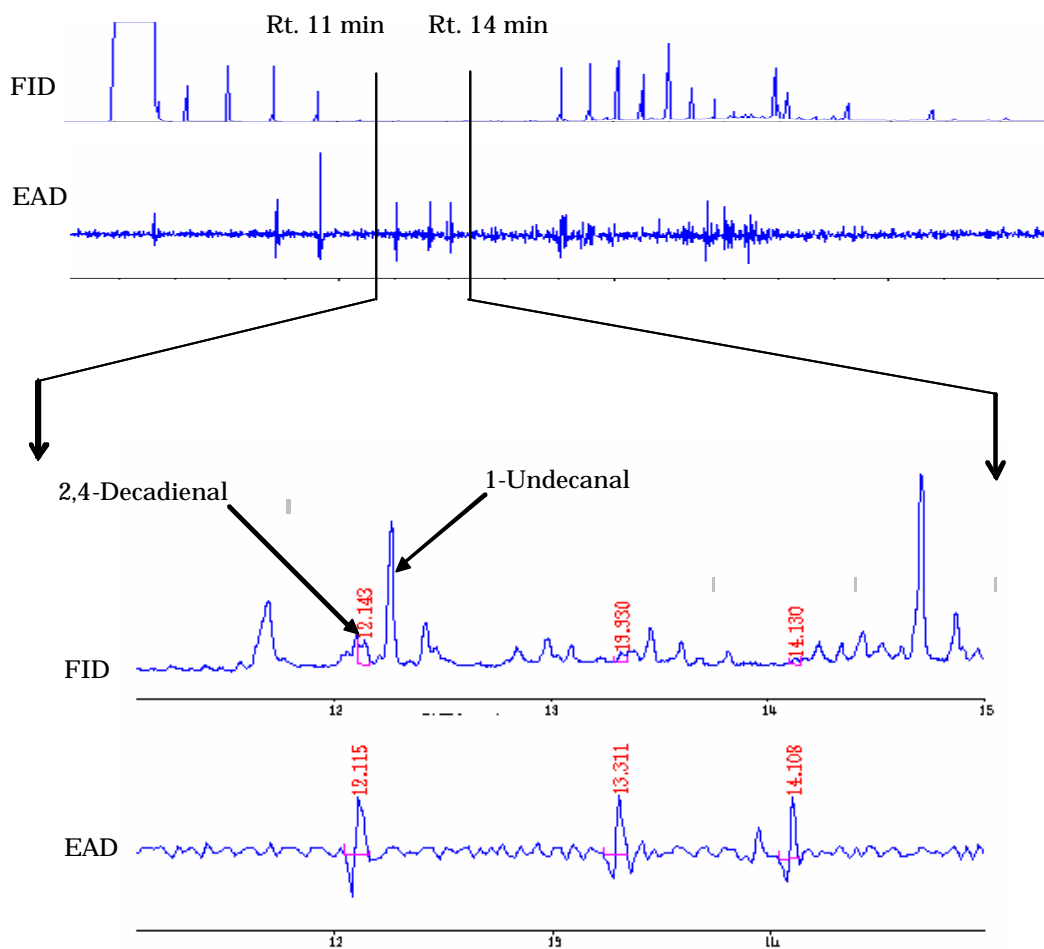 Rt. 11 min Rt. 14 min
FID
EAD
2,4-Decadienal
1-Undecanal
12.143
13.330
14.130
FID
12 13 14 15
12.115
13.311
14.108
EAD
12 13 14